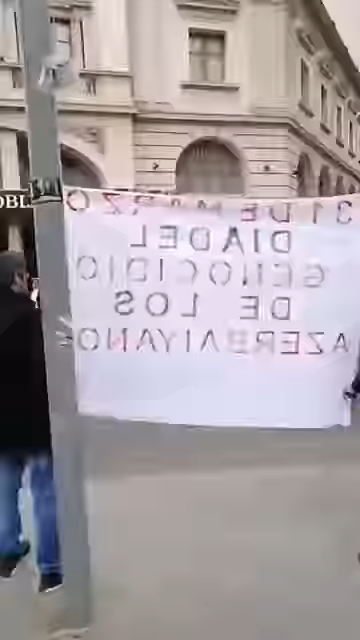 31 DE MARZO
DIA DEL
GENOCIDIO
DE LOS
AZERBAIYANOS